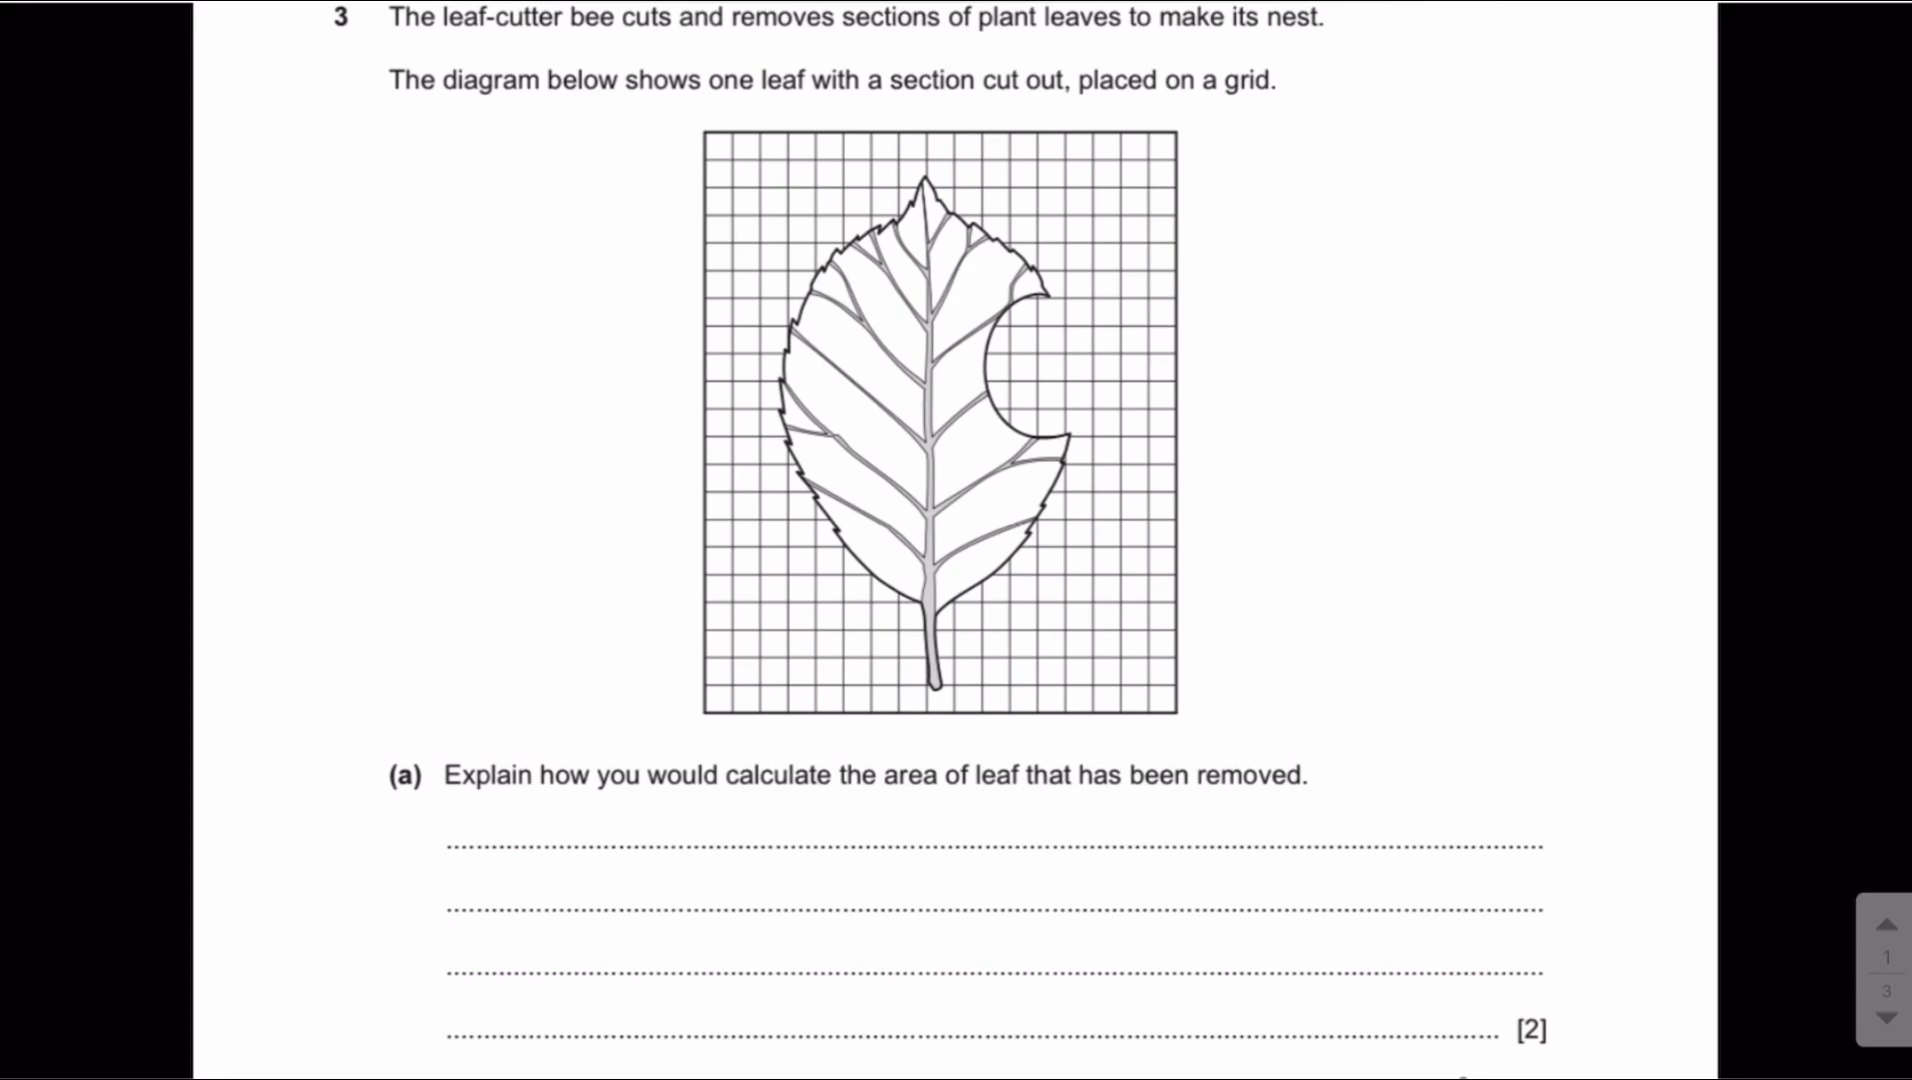 3 The leaf-cutter bee cuts and removes sections of plant leaves to make its nest.
The diagram below shows one leaf with a section cut out, placed on a grid.
(a) Explain how you would calculate the area of leaf that has been removed.
[2]
1
3